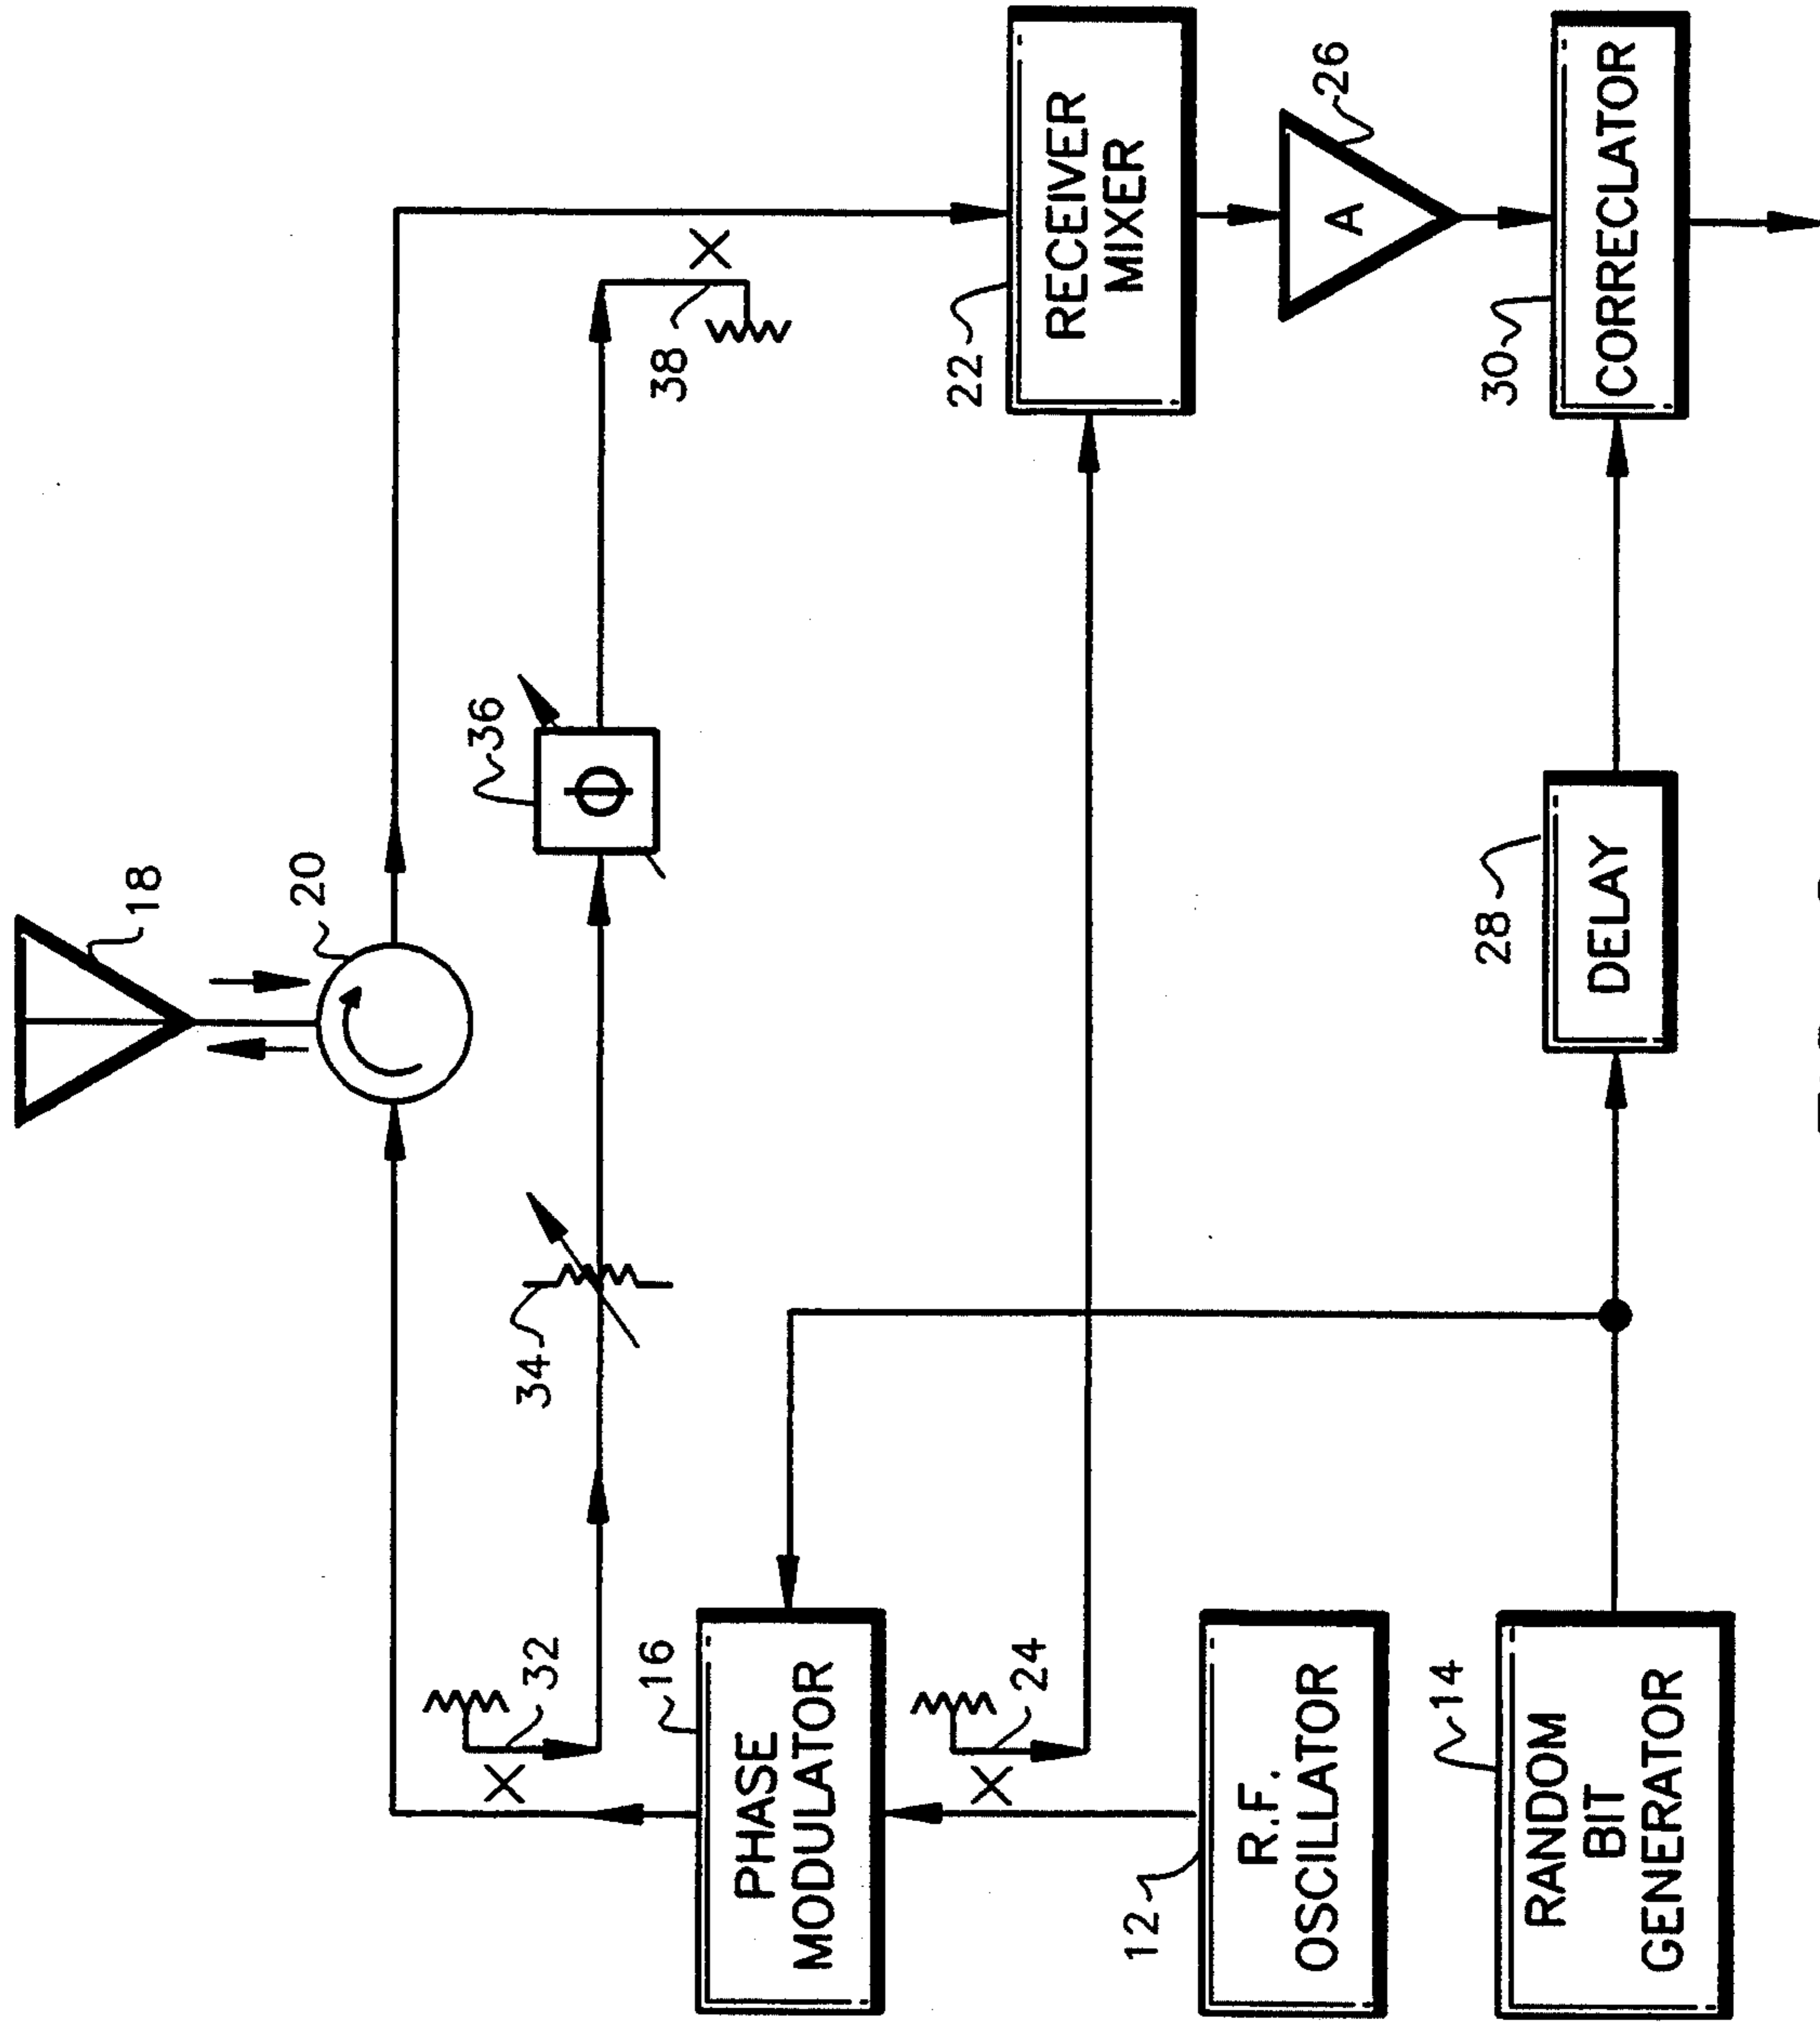 18
20
X
32
34
36
Φ
38
X
16
PHASE
MODULATOR
22
RECEIVER
MIXER
X
24
12
R.F.
OSCILLATOR
A
26
14
RANDOM
BIT
GENERATOR
28
DELAY
30
CORRECLATOR